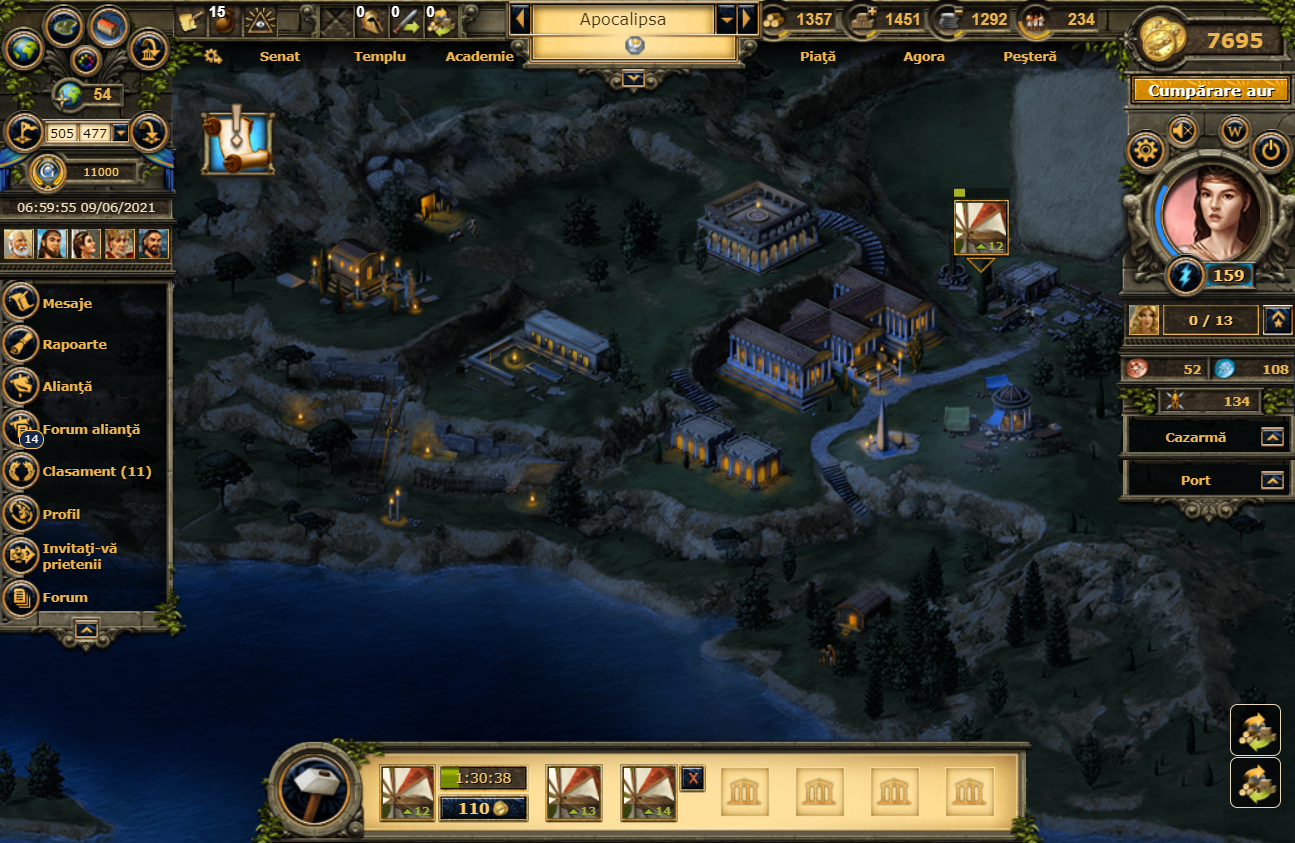 15
0
0
0
Apocalipsa
1357
1451
1292
234
7695
Senat
Templu
Academie
Piaţă
Agora
Peşteră
Cumpărare aur
54
505
477
W
11000
06:59:55 09/06/2021
12
159
Mesaje
0 / 13
Rapoarte
52
108
Alianţă
134
Forum alianţă
14
Cazarmă
Clasament (11)
Port
Profil
Invitaţi-vă
prietenii
Forum
1:30:38
X
12
110
13
14